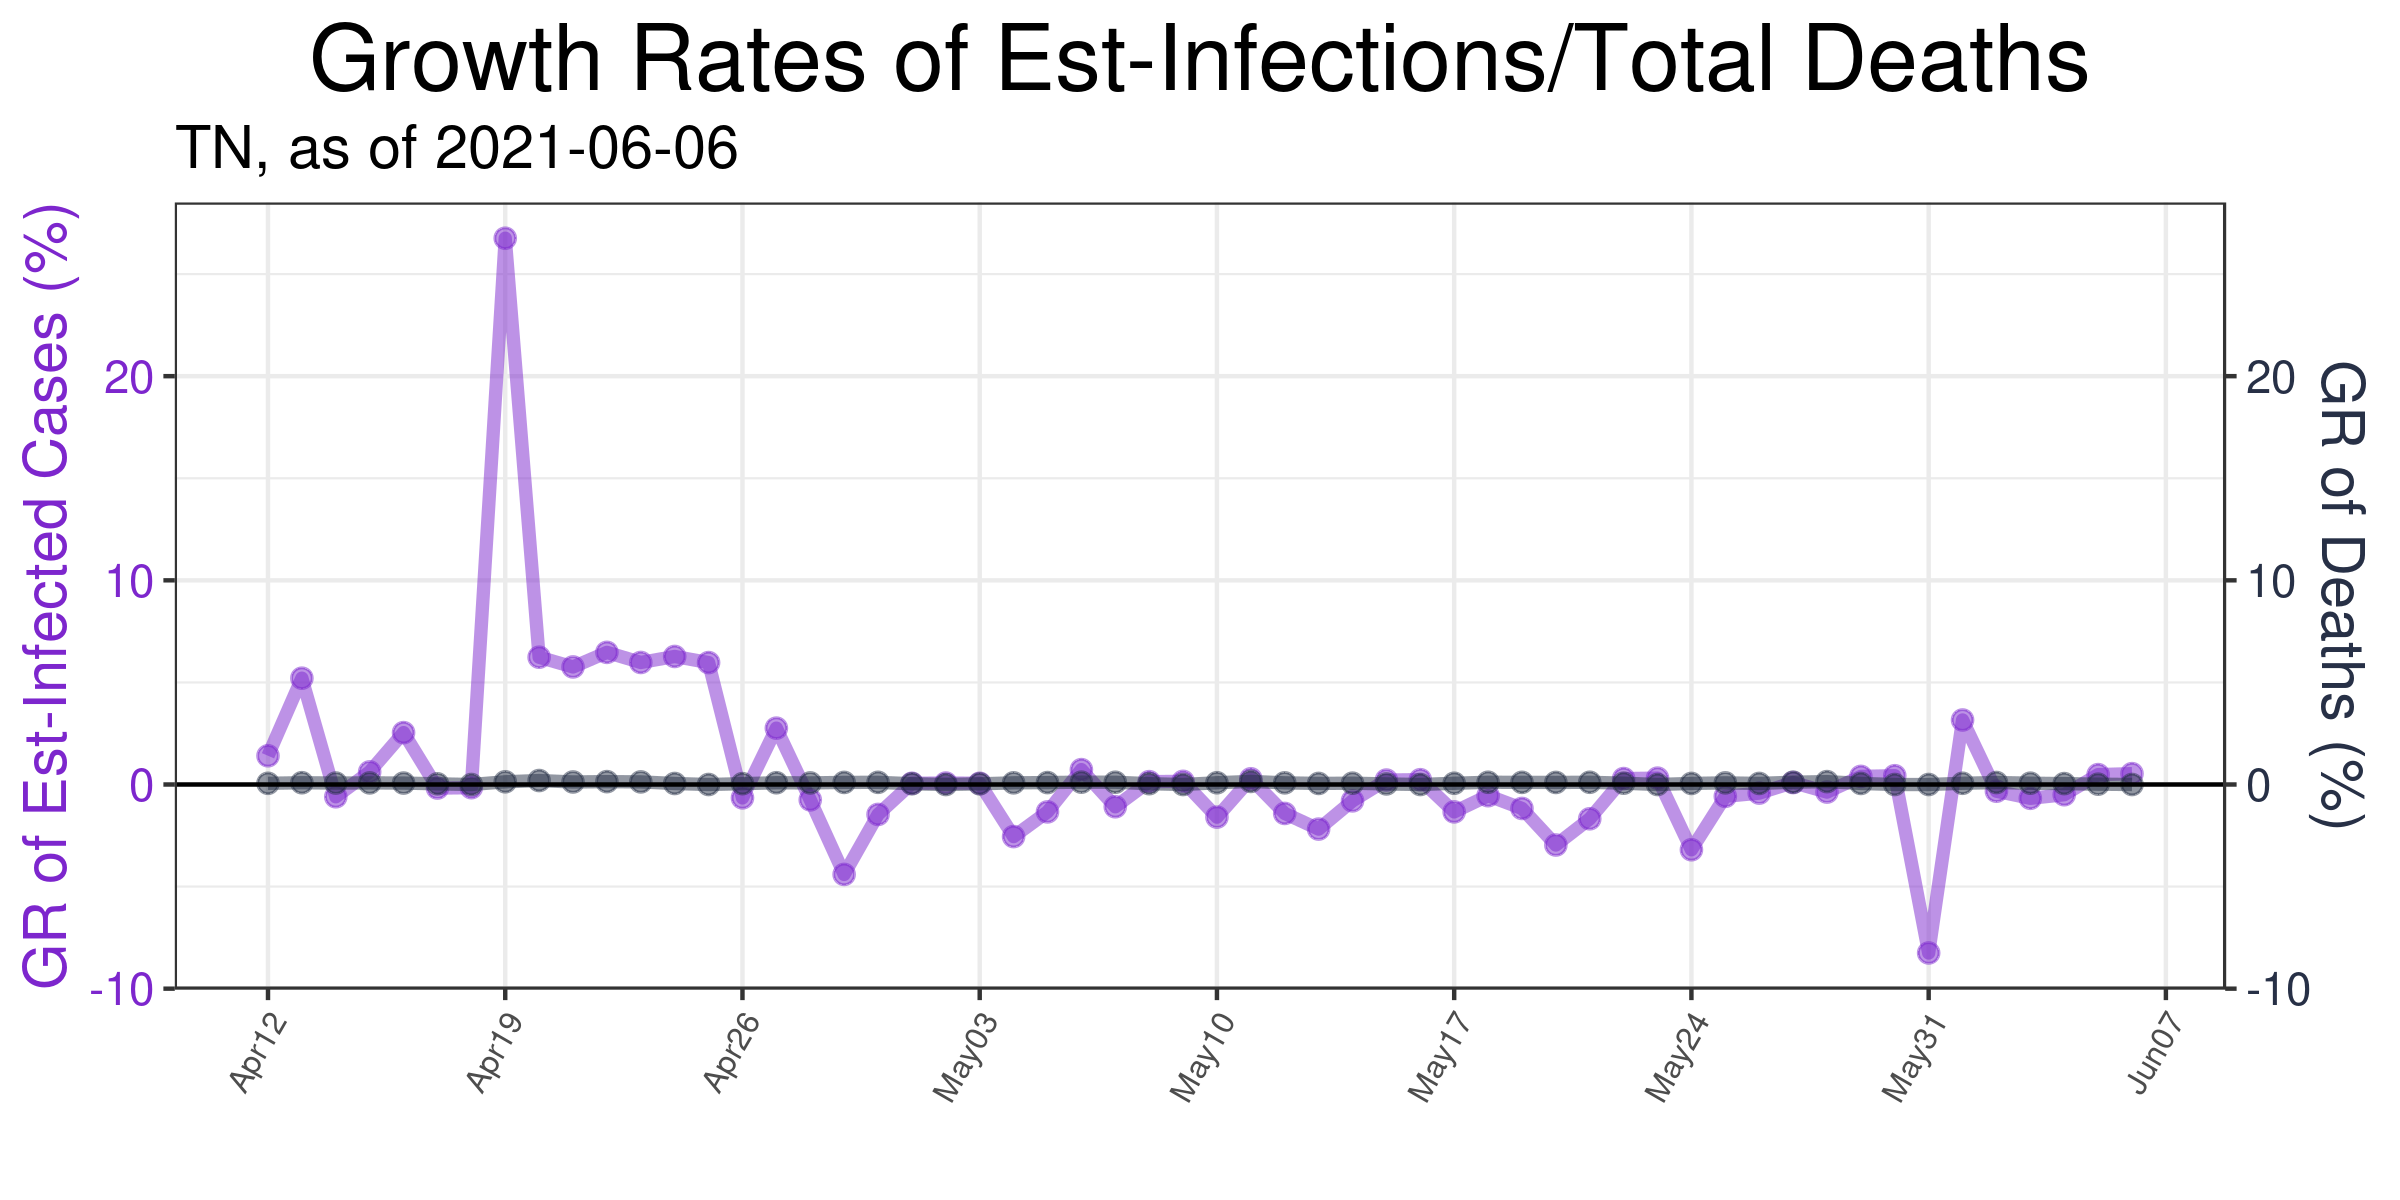 Growth Rates of Est-Infections/Total Deaths
TN, as of 2021-06-06
GR of Est-Infected Cases (%)
20
10
0
-10
20
10
0
-10
GR of Deaths (%)
Apr12
Apr19
Apr26
May03
May10
May17
May24
May31
Jun07